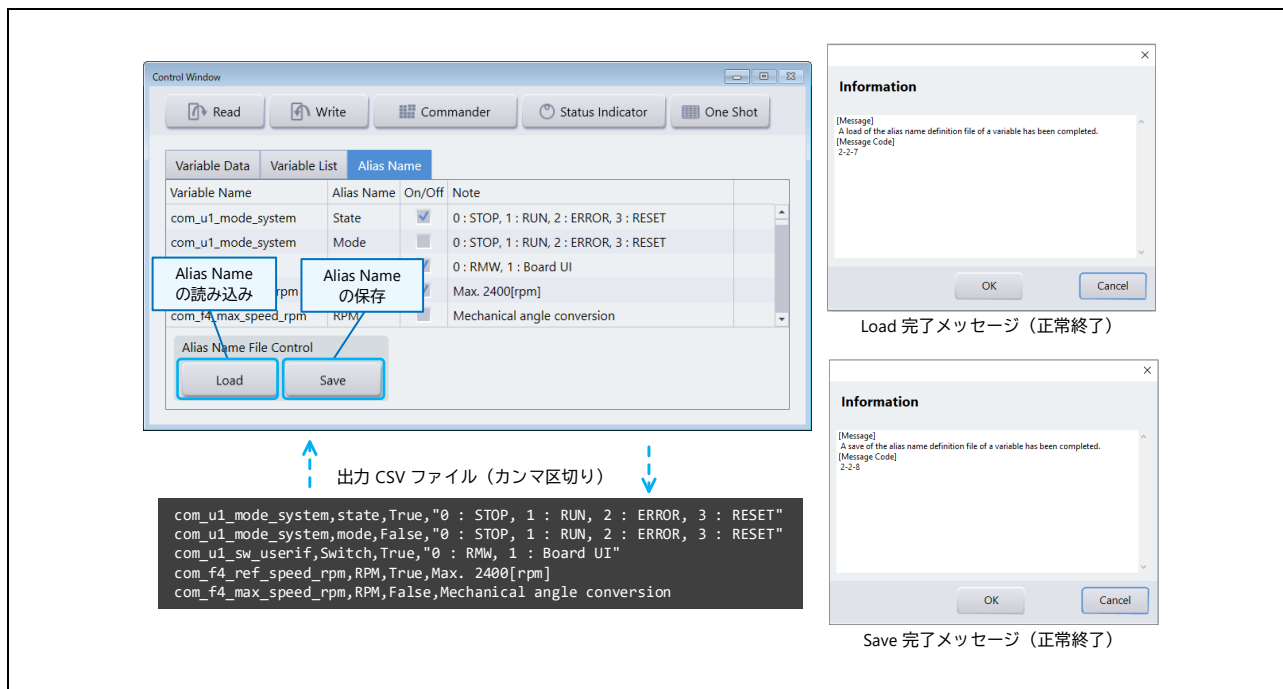 Control Window
Read
Write
Commander
Status Indicator
One Shot
Variable Data
Variable List
Alias Name
Variable Name Alias Name On/Off Note
com_u1_mode_system State 0 : STOP, 1 : RUN, 2 : ERROR, 3 : RESET
com_u1_mode_system Mode 0 : STOP, 1 : RUN, 2 : ERROR, 3 : RESET
0 : RMW, 1 : Board UI
rpm Max. 2400[rpm]
com_f4_max_speed_rpm RPM Mechanical angle conversion
Alias Name
の読み込み
Alias Name
の保存
Alias Name File Control
Load
Save
出力 CSV ファイル（カンマ区切り）
com_u1_mode_system,state,True,"0 : STOP, 1 : RUN, 2 : ERROR, 3 : RESET"
com_u1_mode_system,mode,False,"0 : STOP, 1 : RUN, 2 : ERROR, 3 : RESET"
com_u1_sw_userif,Switch,True,"0 : RMW, 1 : Board UI"
com_f4_ref_speed_rpm,RPM,True,Max. 2400[rpm]
com_f4_max_speed_rpm,RPM,False,Mechanical angle conversion
Information
[Message]
A load of the alias name definition file of a variable has been completed.
[Message Code]
2-2-7
OK
Cancel
Load 完了メッセージ（正常終了）
Information
[Message]
A save of the alias name definition file of a variable has been completed.
[Message Code]
2-2-8
OK
Cancel
Save 完了メッセージ（正常終了）